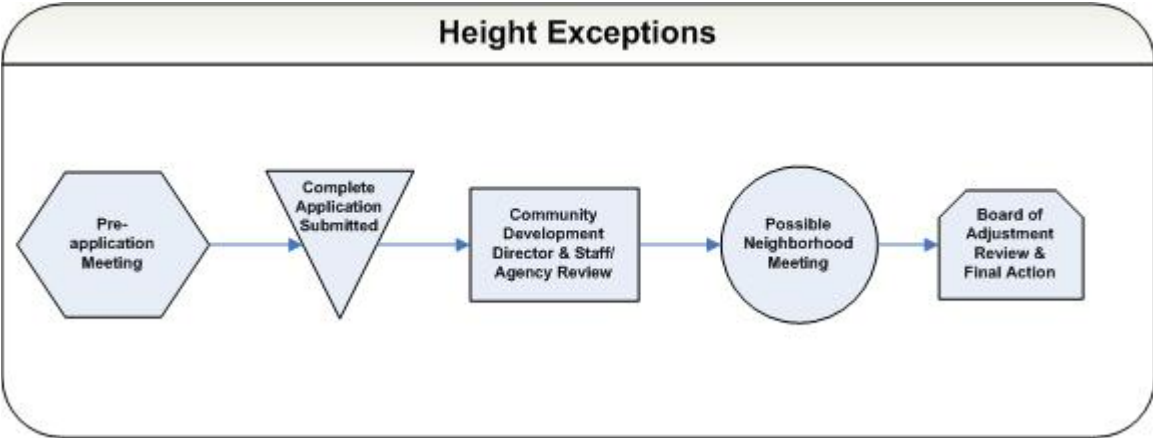 Height Exceptions
Pre-
application
Meeting
Complete
Application
Submitted
Community
Development
Director & Staff/
Agency Review
Possible
Neighborhood
Meeting
Board of
Adjustment
Review &
Final Action